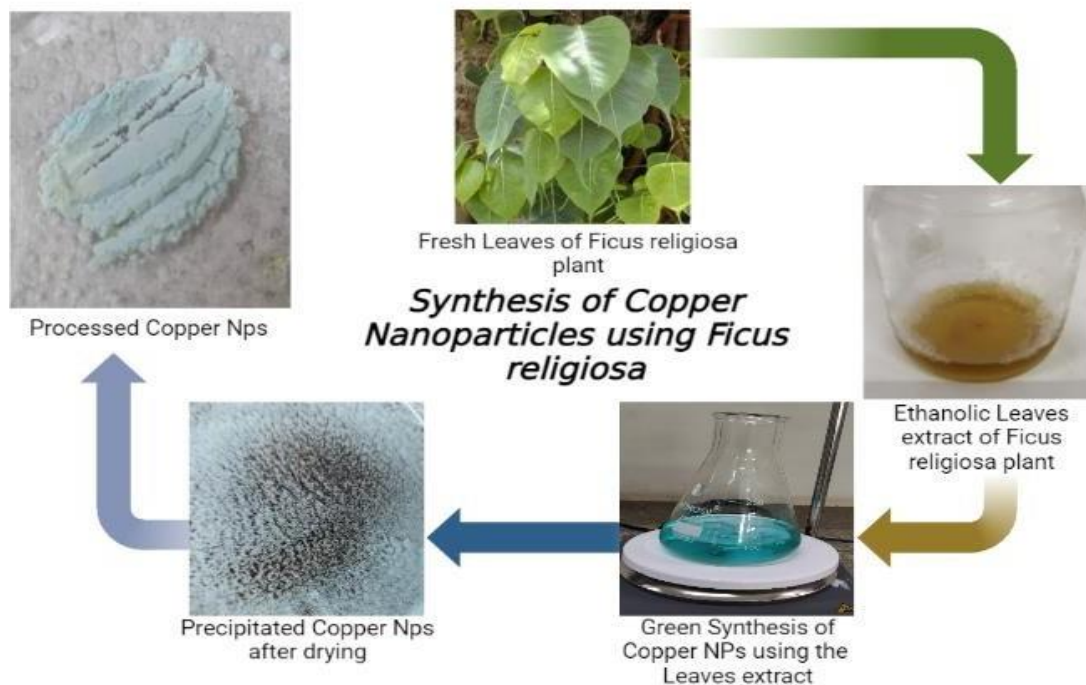 Fresh Leaves of Ficus religiosa
plant
Synthesis of Copper
Nanoparticles using Ficus
religiosa
Ethanolic Leaves
extract of Ficus
religiosa plant
Green Synthesis of
Copper NPs using the
Leaves extract
Precipitated Copper Nps
after drying
Processed Copper Nps